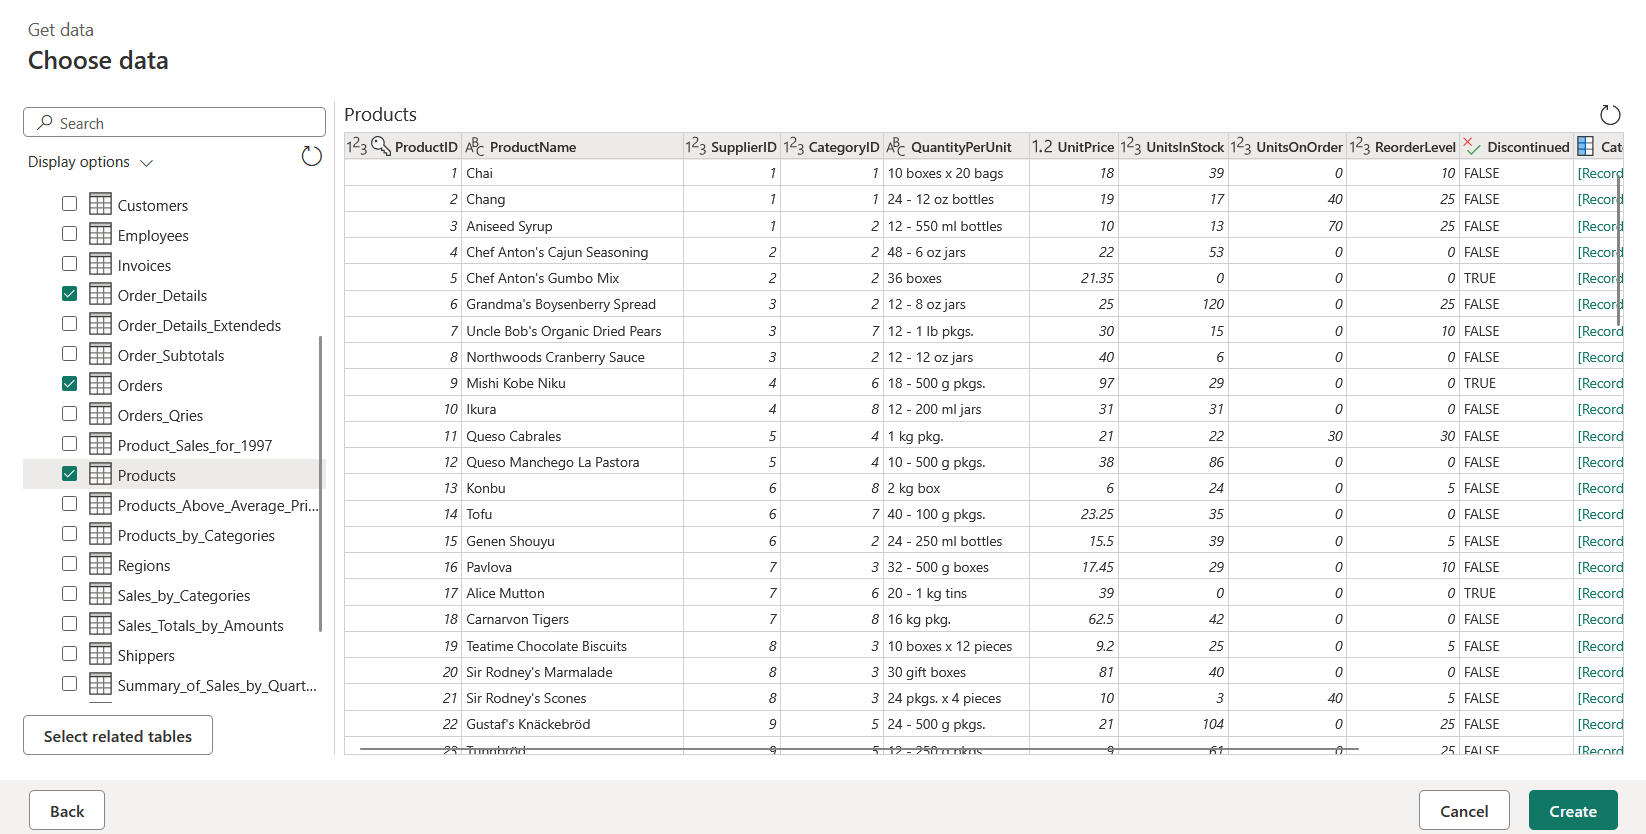 Get data
Choose data
Search
Display options
Customers
Employees
Invoices
Order_Details
Order_Details_Extendeds
Order_Subtotals
Orders
Orders_Qries
Product_Sales_for_1997
Products
Products_Above_Average_Pri...
Products_by_Categories
Regions
Sales_by_Categories
Sales_Totals_by_Amounts
Shippers
Summary_of_Sales_by_Quart...
Select related tables
Products
1²3 ProductID ABC ProductName 1²3 SupplierID 1²3 CategoryID ABC QuantityPerUnit 1.2 UnitPrice 1²3 UnitsInStock 1²3 UnitsOnOrder 1²3 ReorderLevel Discontinued Cat
1 Chai 1 1 10 boxes x 20 bags 18 39 0 10 FALSE [Record
2 Chang 1 1 24 - 12 oz bottles 19 17 40 25 FALSE [Record
3 Aniseed Syrup 1 2 12 - 550 ml bottles 10 13 70 25 FALSE [Record
4 Chef Anton's Cajun Seasoning 2 2 48 - 6 oz jars 22 53 0 0 FALSE [Record
5 Chef Anton's Gumbo Mix 2 2 36 boxes 21.35 0 0 0 TRUE [Record
6 Grandma's Boysenberry Spread 3 2 12 - 8 oz jars 25 120 0 25 FALSE [Record
7 Uncle Bob's Organic Dried Pears 3 7 12 - 1 lb pkgs. 30 15 0 10 FALSE [Record
8 Northwoods Cranberry Sauce 3 2 12 - 12 oz jars 40 6 0 0 FALSE [Record
9 Mishi Kobe Niku 4 6 18 - 500 g pkgs. 97 29 0 0 TRUE [Record
10 Ikura 4 8 12 - 200 ml jars 31 31 0 0 FALSE [Record
11 Queso Cabrales 5 4 1 kg pkg. 21 22 30 30 FALSE [Record
12 Queso Manchego La Pastora 5 4 10 - 500 g pkgs. 38 86 0 0 FALSE [Record
13 Konbu 6 8 2 kg box 6 24 0 5 FALSE [Record
14 Tofu 6 7 40 - 100 g pkgs. 23.25 35 0 0 FALSE [Record
15 Genen Shouyu 6 2 24 - 250 ml bottles 15.5 39 0 5 FALSE [Record
16 Pavlova 7 3 32 - 500 g boxes 17.45 29 0 10 FALSE [Record
17 Alice Mutton 7 6 20 - 1 kg tins 39 0 0 0 TRUE [Record
18 Carnarvon Tigers 7 8 16 kg pkg. 62.5 42 0 0 FALSE [Record
19 Teatime Chocolate Biscuits 8 3 10 boxes x 12 pieces 9.2 25 0 5 FALSE [Record
20 Sir Rodney's Marmalade 8 3 30 gift boxes 81 40 0 0 FALSE [Record
21 Sir Rodney's Scones 8 3 24 pkgs. x 4 pieces 10 3 40 5 FALSE [Record
22 Gustaf's Knäckebröd 9 5 24 - 500 g pkgs. 21 104 0 25 FALSE [Record
23 Tunnbröd 9 5 12 - 250 g pkgs. 9 61 0 25 FALSE [Record
Back
Cancel
Create